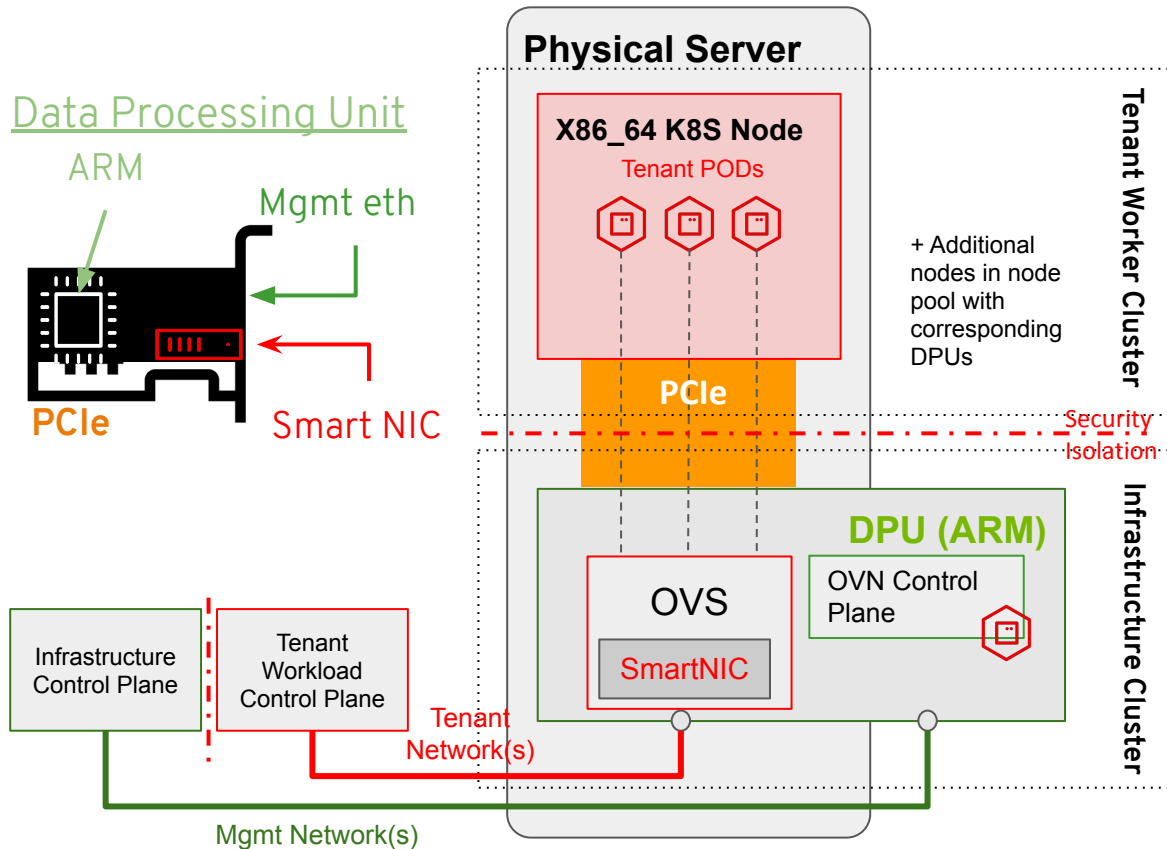 Physical Server
Data Processing Unit
ARM
Mgmt eth
Smart NIC
PCIe
X86_64 K8S Node
Tenant PODs
+ Additional
nodes in node
pool with
corresponding
DPUs
Tenant Worker Cluster
PCIe
Security
Isolation
Infrastructure Cluster
DPU (ARM)
OVS
SmartNIC
OVN Control
Plane
Infrastructure
Control Plane
Tenant
Workload
Control Plane
Tenant
Network(s)
Mgmt Network(s)